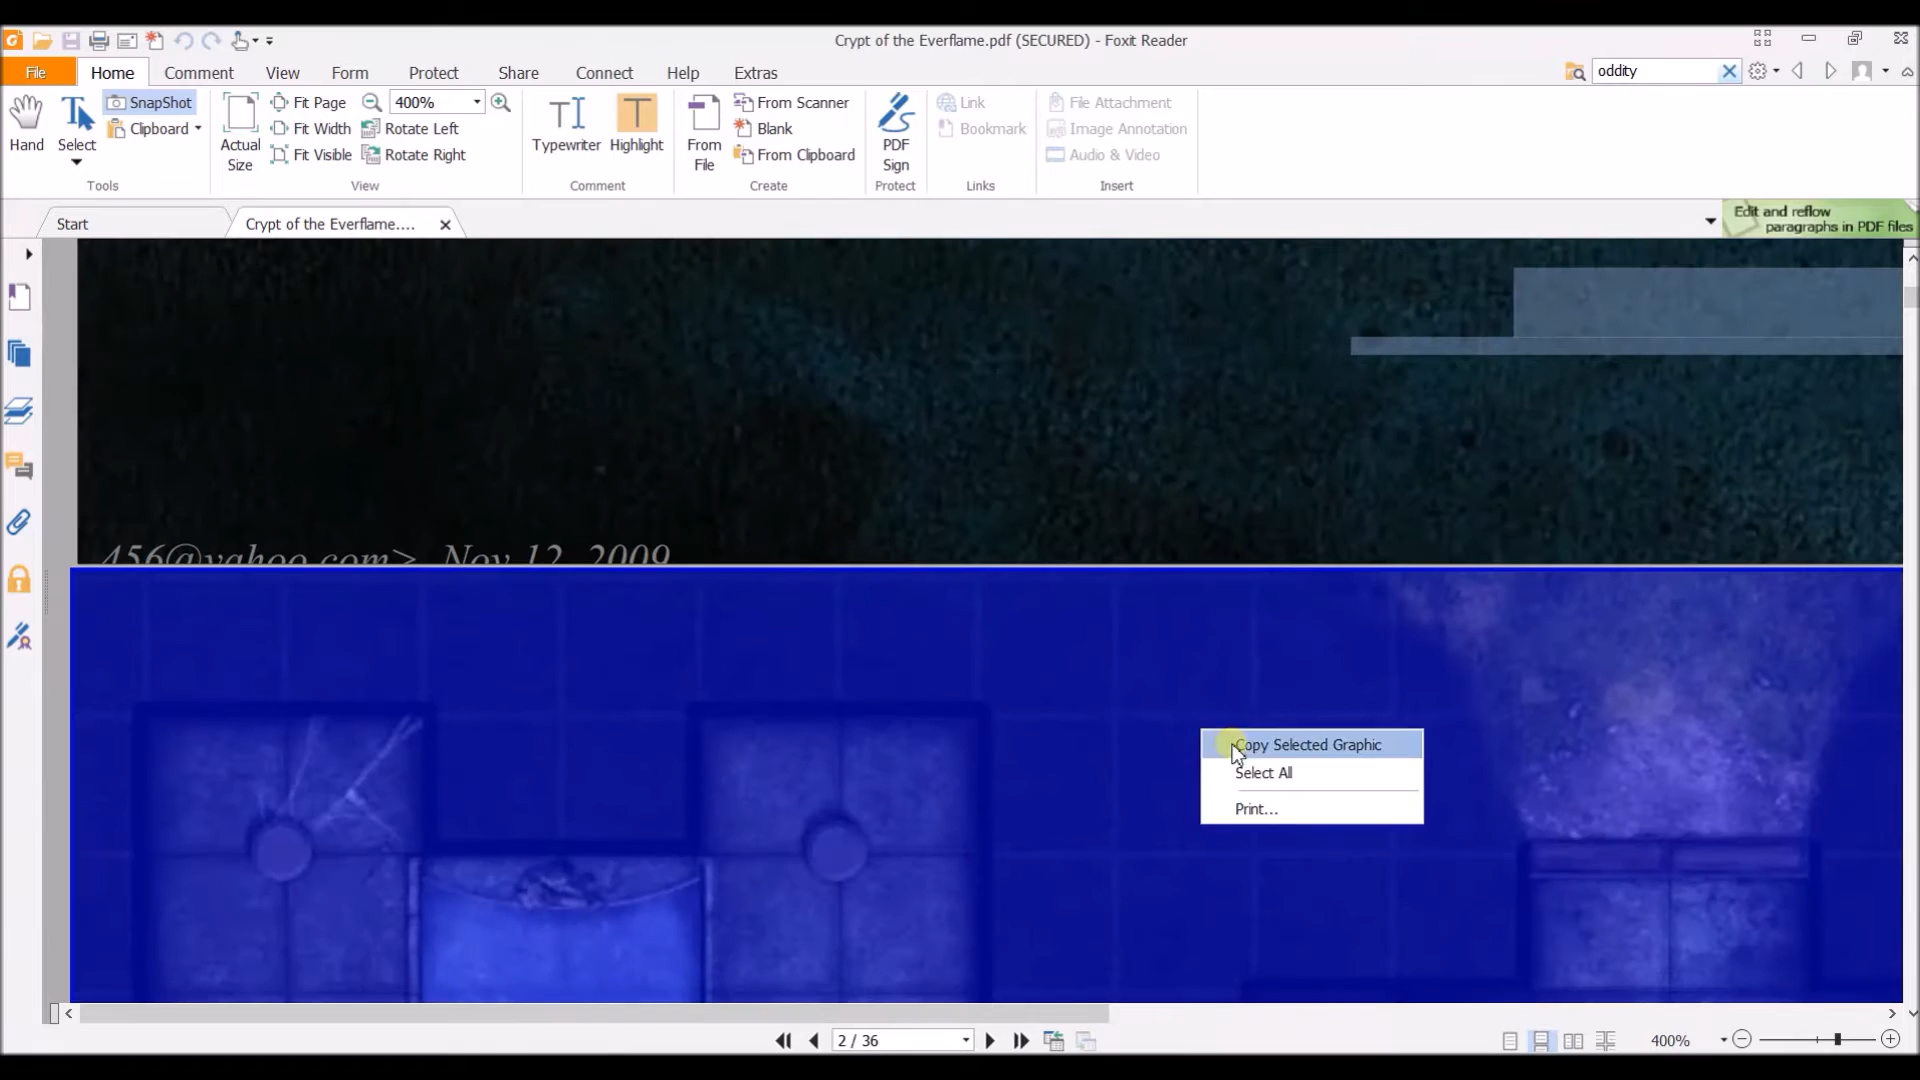 Crypt of the Everflame.pdf (SECURED) - Foxit Reader
File Home Comment View Form Protect Share Connect Help Extras
oddity
SnapShot Fit Page 400% From Scanner Link File Attachment
Clipboard Fit Width Rotate Left Blank Bookmark Image Annotation
Hand Select Actual Size Fit Visible Rotate Right Typewriter Highlight From File From Clipboard PDF Sign Audio & Video
Tools View Comment Create Protect Links Insert
Start Crypt of the Everflame....
Edit and reflow
paragraphs in PDF files
456@yahoo.com> Nov 12, 2009
Copy Selected Graphic
Select All
Print...
2 / 36
400%